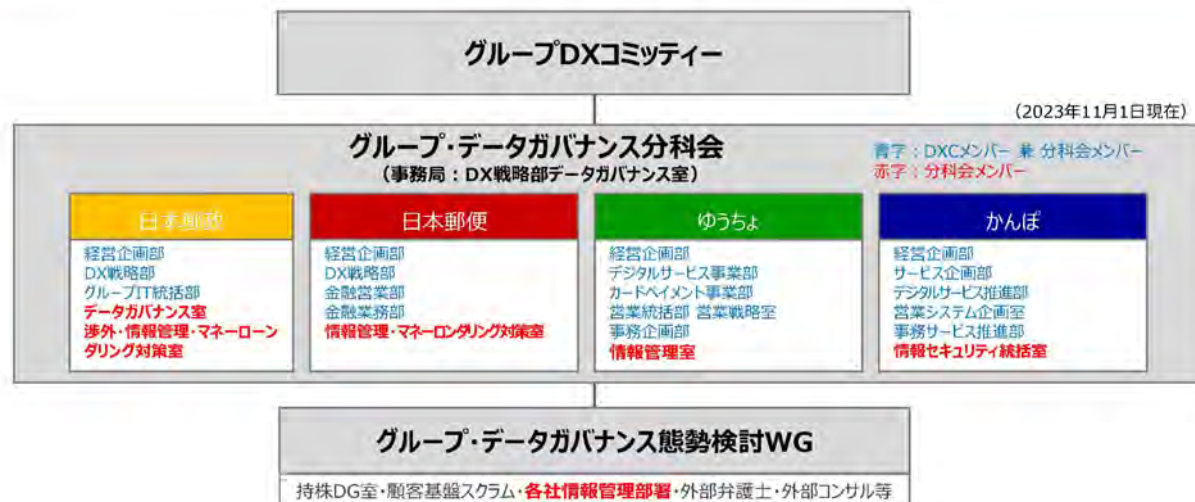 グループDXコミッティー
（2023年11月1日現在）
グループ・データガバナンス分科会
（事務局：DX戦略部データガバナンス室）
青字：DXCメンバー 兼 分科会メンバー
赤字：分科会メンバー
日本郵政
経営企画部
DX戦略部
グループIT統括部
データガバナンス室
渉外・情報管理・マネーローン
ダリング対策室
日本郵便
経営企画部
DX戦略部
金融営業部
金融業務部
情報管理・マネーロンダリング対策室
ゆうちょ
経営企画部
デジタルサービス事業部
カードペイメント事業部
営業統括部 営業戦略室
事務企画部
情報管理室
かんぽ
経営企画部
サービス企画部
デジタルサービス推進部
営業システム企画室
事務サービス推進部
情報セキュリティ統括室
グループ・データガバナンス態勢検討WG
持株DG室・顧客基盤スクラム・各社情報管理部署・外部弁護士・外部コンサル等